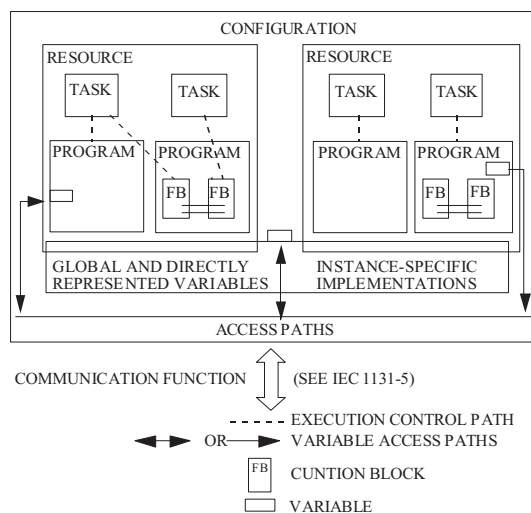 CONFIGURATION
RESOURCE
RESOURCE
TASK
TASK
TASK
TASK
PROGRAM
PROGRAM
PROGRAM
PROGRAM
FB
FB
FB
FB
GLOBAL AND DIRECTLY
REPRESENTED VARIABLES
INSTANCE-SPECIFIC
IMPLEMENTATIONS
ACCESS PATHS
COMMUNICATION FUNCTION
(SEE IEC 1131-5)
EXECUTION CONTROL PATH
OR
VARIABLE ACCESS PATHS
FB
CUNTION BLOCK
VARIABLE